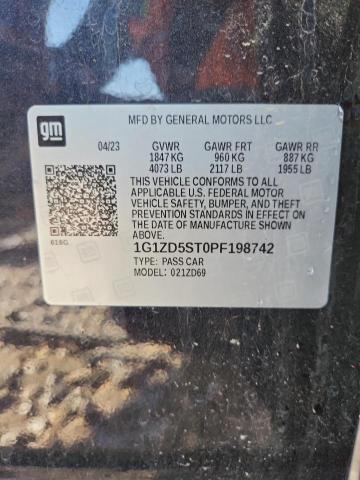 gm
MFD BY GENERAL MOTORS LLC
04/23 GVWR GAWR FRT GAWR RR
1847 KG 960 KG 887 KG
4073 LB 2117 LB 1955 LB
THIS VEHICLE CONFORMS TO ALL
APPLICABLE U.S. FEDERAL MOTOR
VEHICLE SAFETY, BUMPER, AND THEFT
PREVENTION STANDARDS IN EFFECT ON THE
DATE OF MANUFACTURE SHOWN ABOVE.
616G
1G1ZD5ST0PF198742
TYPE: PASS CAR
MODEL: 021ZD69